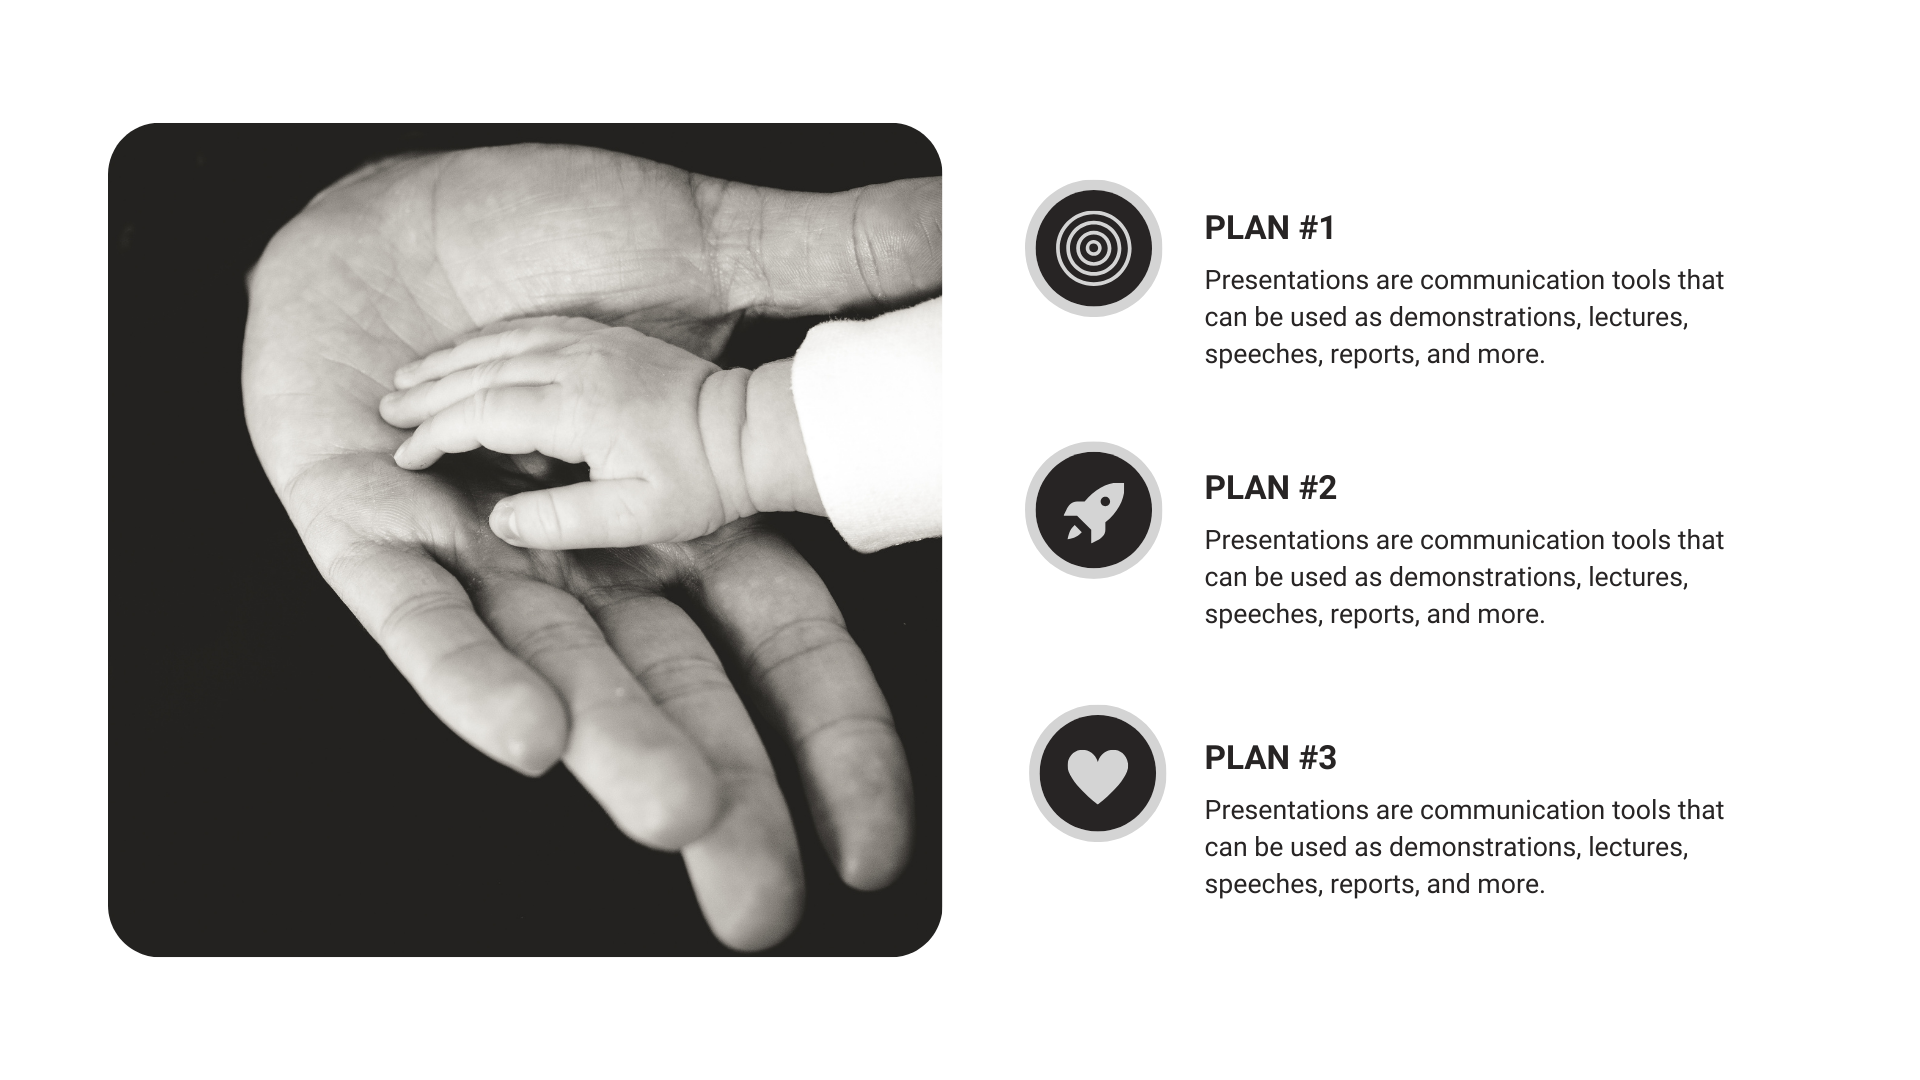 PLAN #1
Presentations are communication tools that
can be used as demonstrations, lectures,
speeches, reports, and more.
PLAN #2
Presentations are communication tools that
can be used as demonstrations, lectures,
speeches, reports, and more.
PLAN #3
Presentations are communication tools that
can be used as demonstrations, lectures,
speeches, reports, and more.